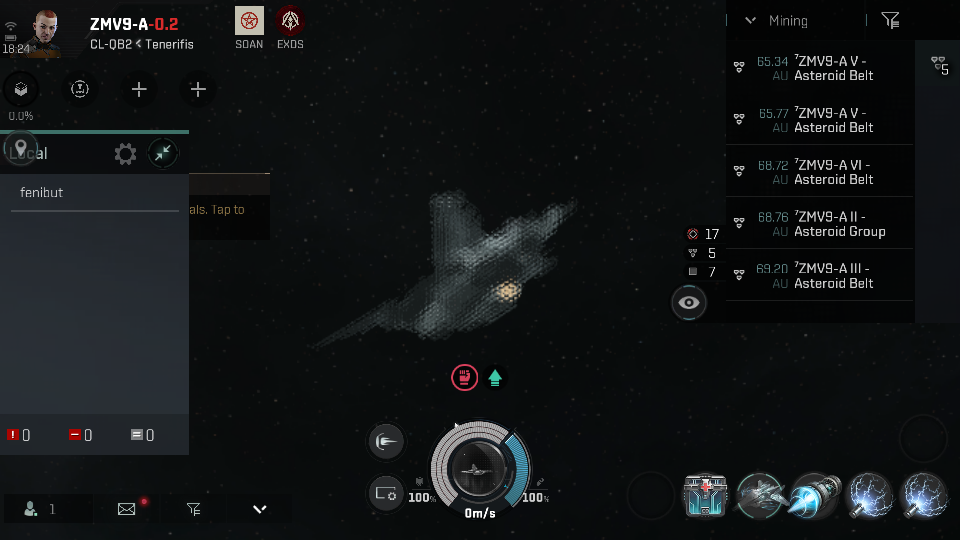 ZMV9-A-0.2
CL-QB2 < Tenerifis
18:24
SOAN
EXOS
0.0%
Local
fenibut
als. Tap to
0
0
0
1
Mining
5
65.34 AU ⁷ZMV9-A V -
Asteroid Belt
65.77 AU ⁷ZMV9-A V -
Asteroid Belt
68.72 AU ⁷ZMV9-A VI -
Asteroid Belt
68.76 AU ⁷ZMV9-A II -
Asteroid Group
69.20 AU ⁷ZMV9-A III -
Asteroid Belt
17
5
7
100%
100%
0m/s